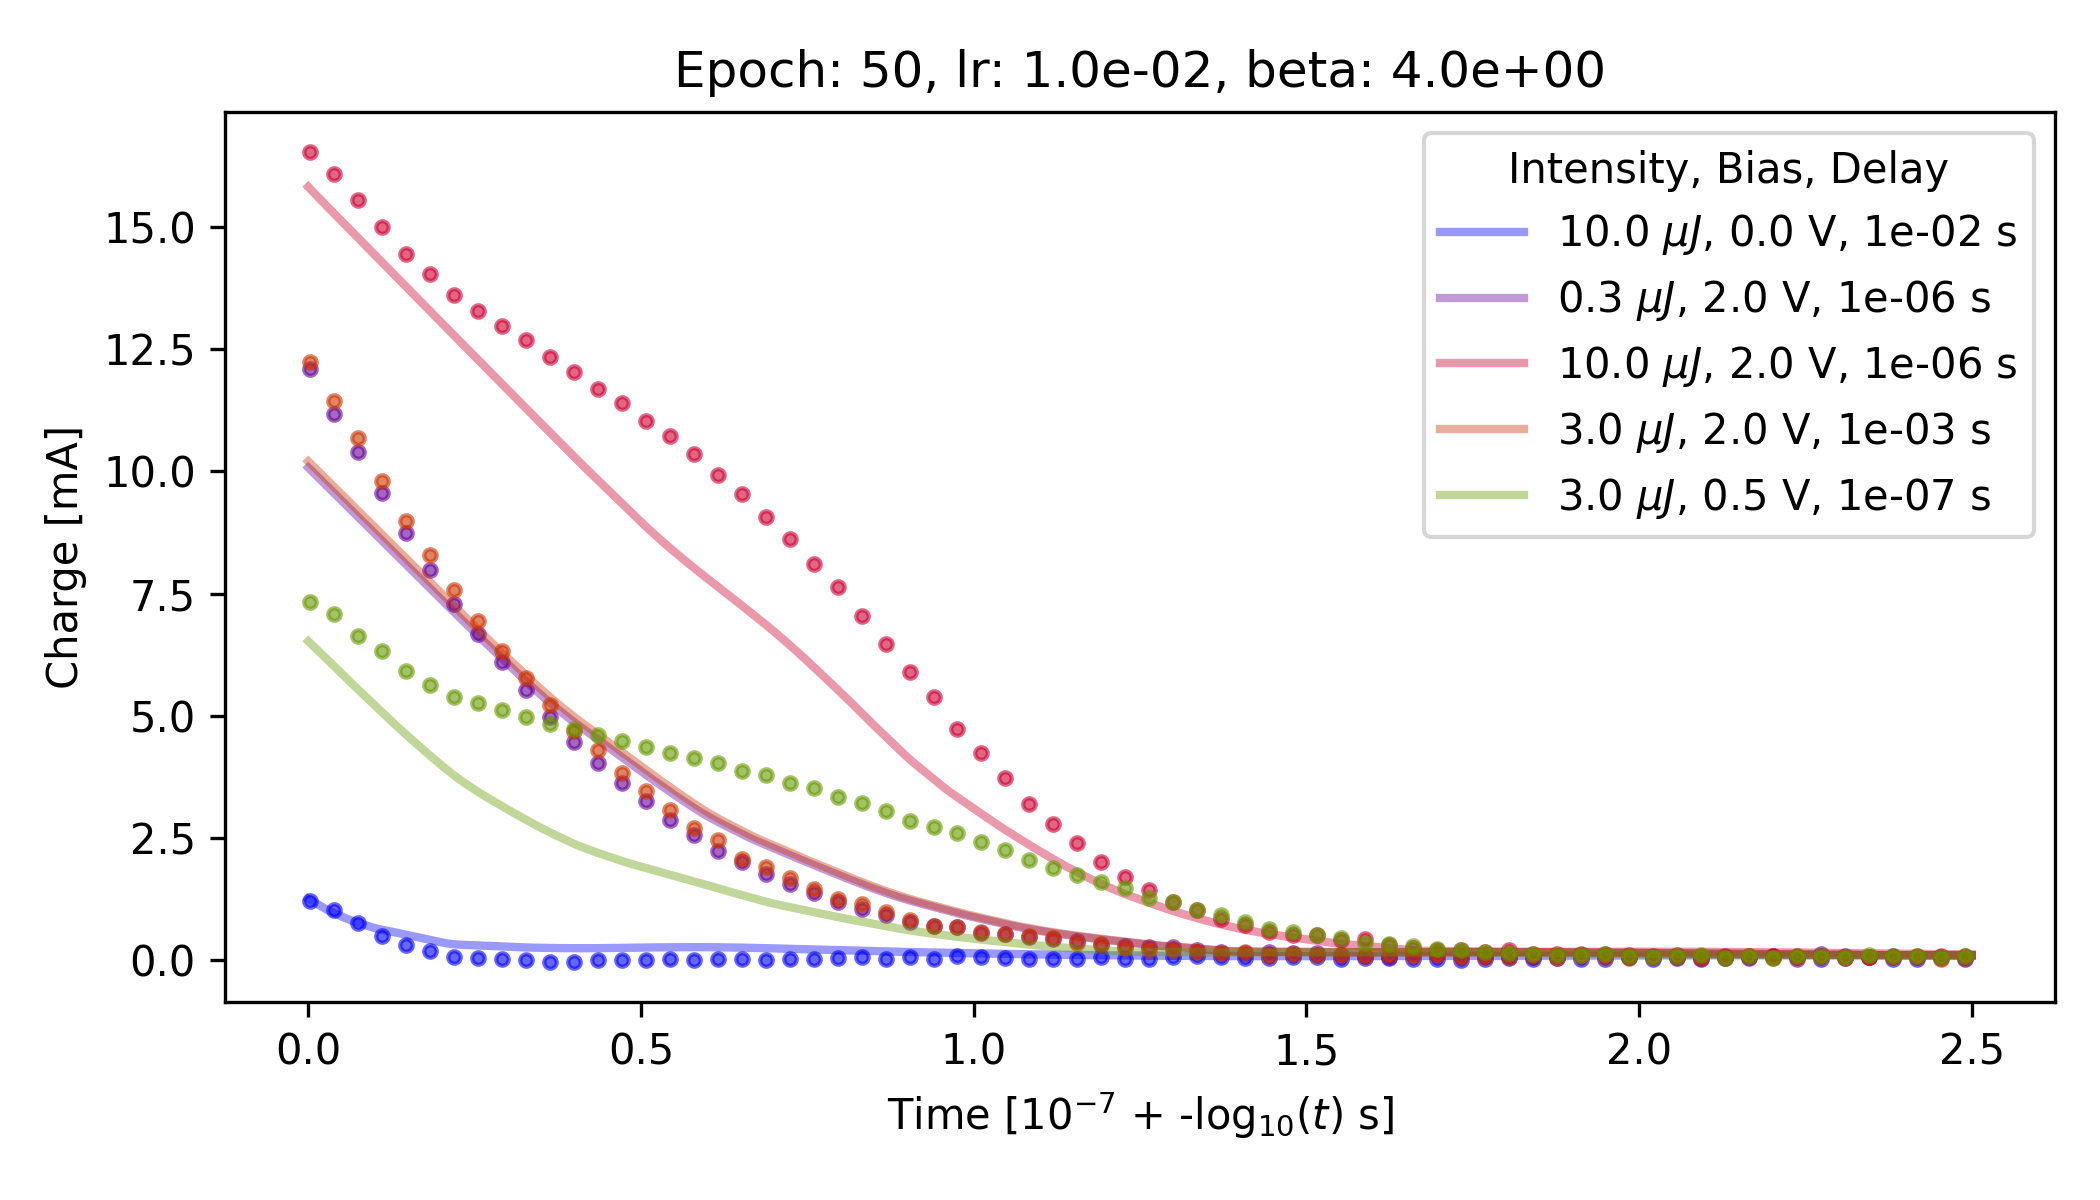 Epoch: 50, lr: 1.0e-02, beta: 4.0e+00
Intensity, Bias, Delay
10.0 μJ, 0.0 V, 1e-02 s
0.3 μJ, 2.0 V, 1e-06 s
10.0 μJ, 2.0 V, 1e-06 s
3.0 μJ, 2.0 V, 1e-03 s
3.0 μJ, 0.5 V, 1e-07 s
Charge [mA]
15.0
12.5
10.0
7.5
5.0
2.5
0.0
0.0 0.5 1.0 1.5 2.0 2.5
Time [10⁻⁷ + -log₁₀(t) s]